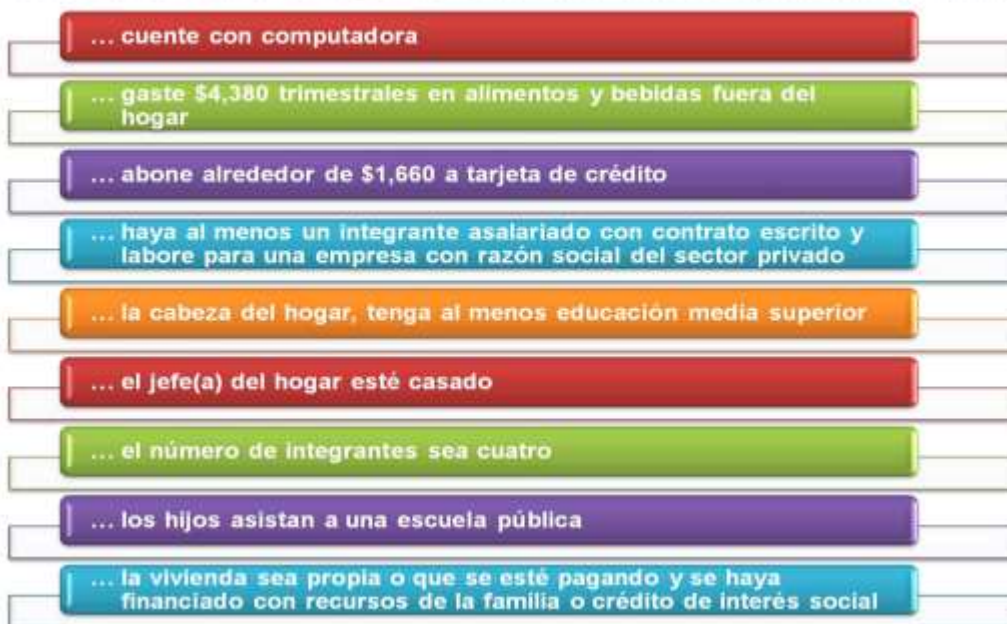 ... cuente con computadora
... gaste $4,380 trimestrales en alimentos y bebidas fuera del
hogar
... abone alrededor de $1,660 a tarjeta de crédito
... haya al menos un integrante asalariado con contrato escrito y
labore para una empresa con razón social del sector privado
... la cabeza del hogar, tenga al menos educación media superior
... el jefe(a) del hogar esté casado
... el número de integrantes sea cuatro
... los hijos asistan a una escuela pública
... la vivienda sea propia o que se esté pagando y se haya
financiado con recursos de la familia o crédito de interés social